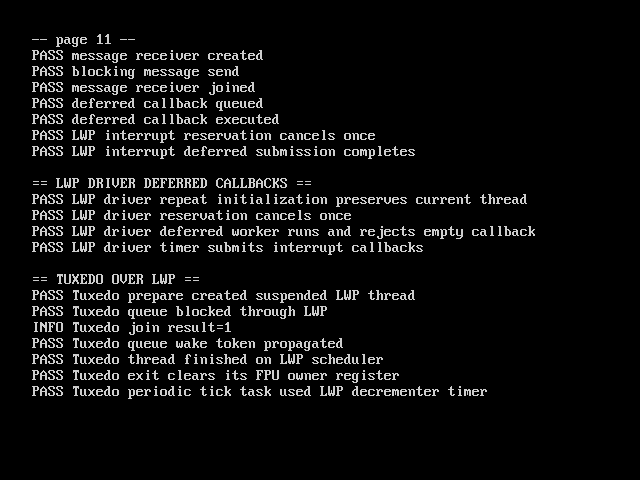 -- page 11 --
PASS message receiver created
PASS blocking message send
PASS message receiver joined
PASS deferred callback queued
PASS deferred callback executed
PASS LWP interrupt reservation cancels once
PASS LWP interrupt deferred submission completes
== LWP DRIVER DEFERRED CALLBACKS ==
PASS LWP driver repeat initialization preserves current thread
PASS LWP driver reservation cancels once
PASS LWP driver deferred worker runs and rejects empty callback
PASS LWP driver timer submits interrupt callbacks
== TUXEDO OVER LWP ==
PASS Tuxedo prepare created suspended LWP thread
PASS Tuxedo queue blocked through LWP
INFO Tuxedo join result=1
PASS Tuxedo queue wake token propagated
PASS Tuxedo thread finished on LWP scheduler
PASS Tuxedo exit clears its FPU owner register
PASS Tuxedo periodic tick task used LWP decrementer timer